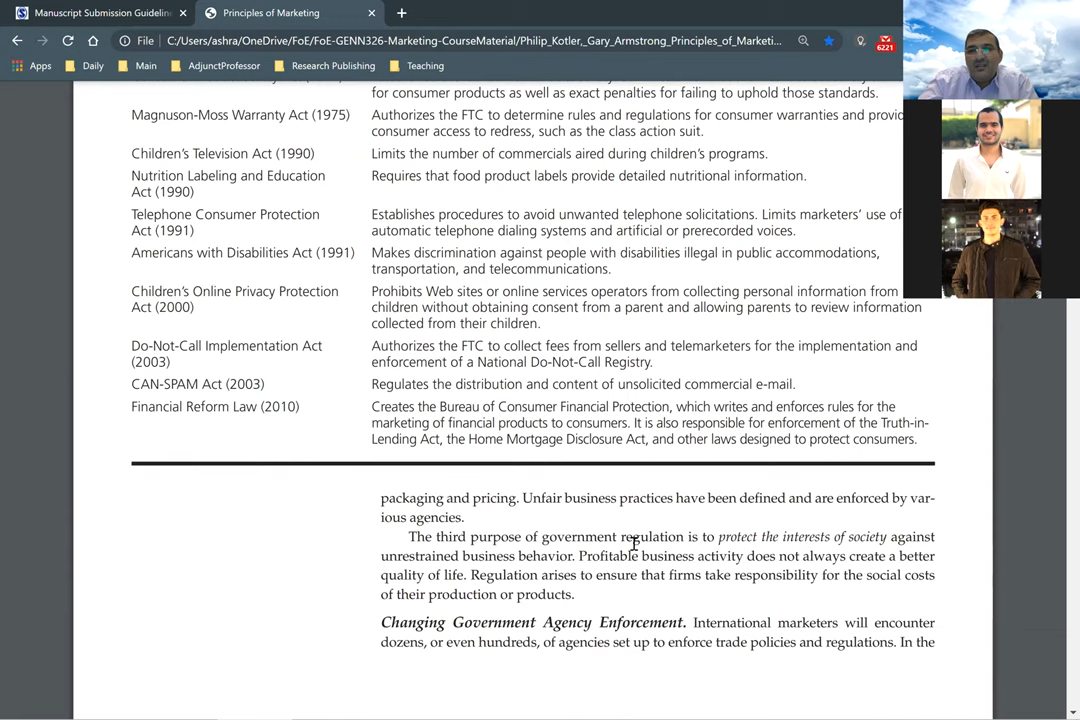 Manuscript Submission Guidelin
Principles of Marketing
File
C:/Users/ashra/OneDrive/FoE/FoE-GENN326-Marketing-CourseMaterial/Philip_Kotler,_Gary_Armstrong_Principles_of_Marketi...
6221
Apps Daily Main AdjunctProfessor Research Publishing Teaching
for consumer products as well as exact penalties for failing to uphold those standards.
Magnuson-Moss Warranty Act (1975)
Authorizes the FTC to determine rules and regulations for consumer warranties and provid
consumer access to redress, such as the class action suit.
Children's Television Act (1990)
Limits the number of commercials aired during children's programs.
Nutrition Labeling and Education
Act (1990)
Requires that food product labels provide detailed nutritional information.
Telephone Consumer Protection
Act (1991)
Establishes procedures to avoid unwanted telephone solicitations. Limits marketers' use of
automatic telephone dialing systems and artificial or prerecorded voices.
Americans with Disabilities Act (1991)
Makes discrimination against people with disabilities illegal in public accommodations,
transportation, and telecommunications.
Children's Online Privacy Protection
Act (2000)
Prohibits Web sites or online services operators from collecting personal information from
children without obtaining consent from a parent and allowing parents to review information
collected from their children.
Do-Not-Call Implementation Act
(2003)
Authorizes the FTC to collect fees from sellers and telemarketers for the implementation and
enforcement of a National Do-Not-Call Registry.
CAN-SPAM Act (2003)
Regulates the distribution and content of unsolicited commercial e-mail.
Financial Reform Law (2010)
Creates the Bureau of Consumer Financial Protection, which writes and enforces rules for the
marketing of financial products to consumers. It is also responsible for enforcement of the Truth-in-
Lending Act, the Home Mortgage Disclosure Act, and other laws designed to protect consumers.
packaging and pricing. Unfair business practices have been defined and are enforced by var-
ious agencies.
The third purpose of government regulation is to protect the interests of society against
unrestrained business behavior. Profitable business activity does not always create a better
quality of life. Regulation arises to ensure that firms take responsibility for the social costs
of their production or products.
Changing Government Agency Enforcement. International marketers will encounter
dozens, or even hundreds, of agencies set up to enforce trade policies and regulations. In the